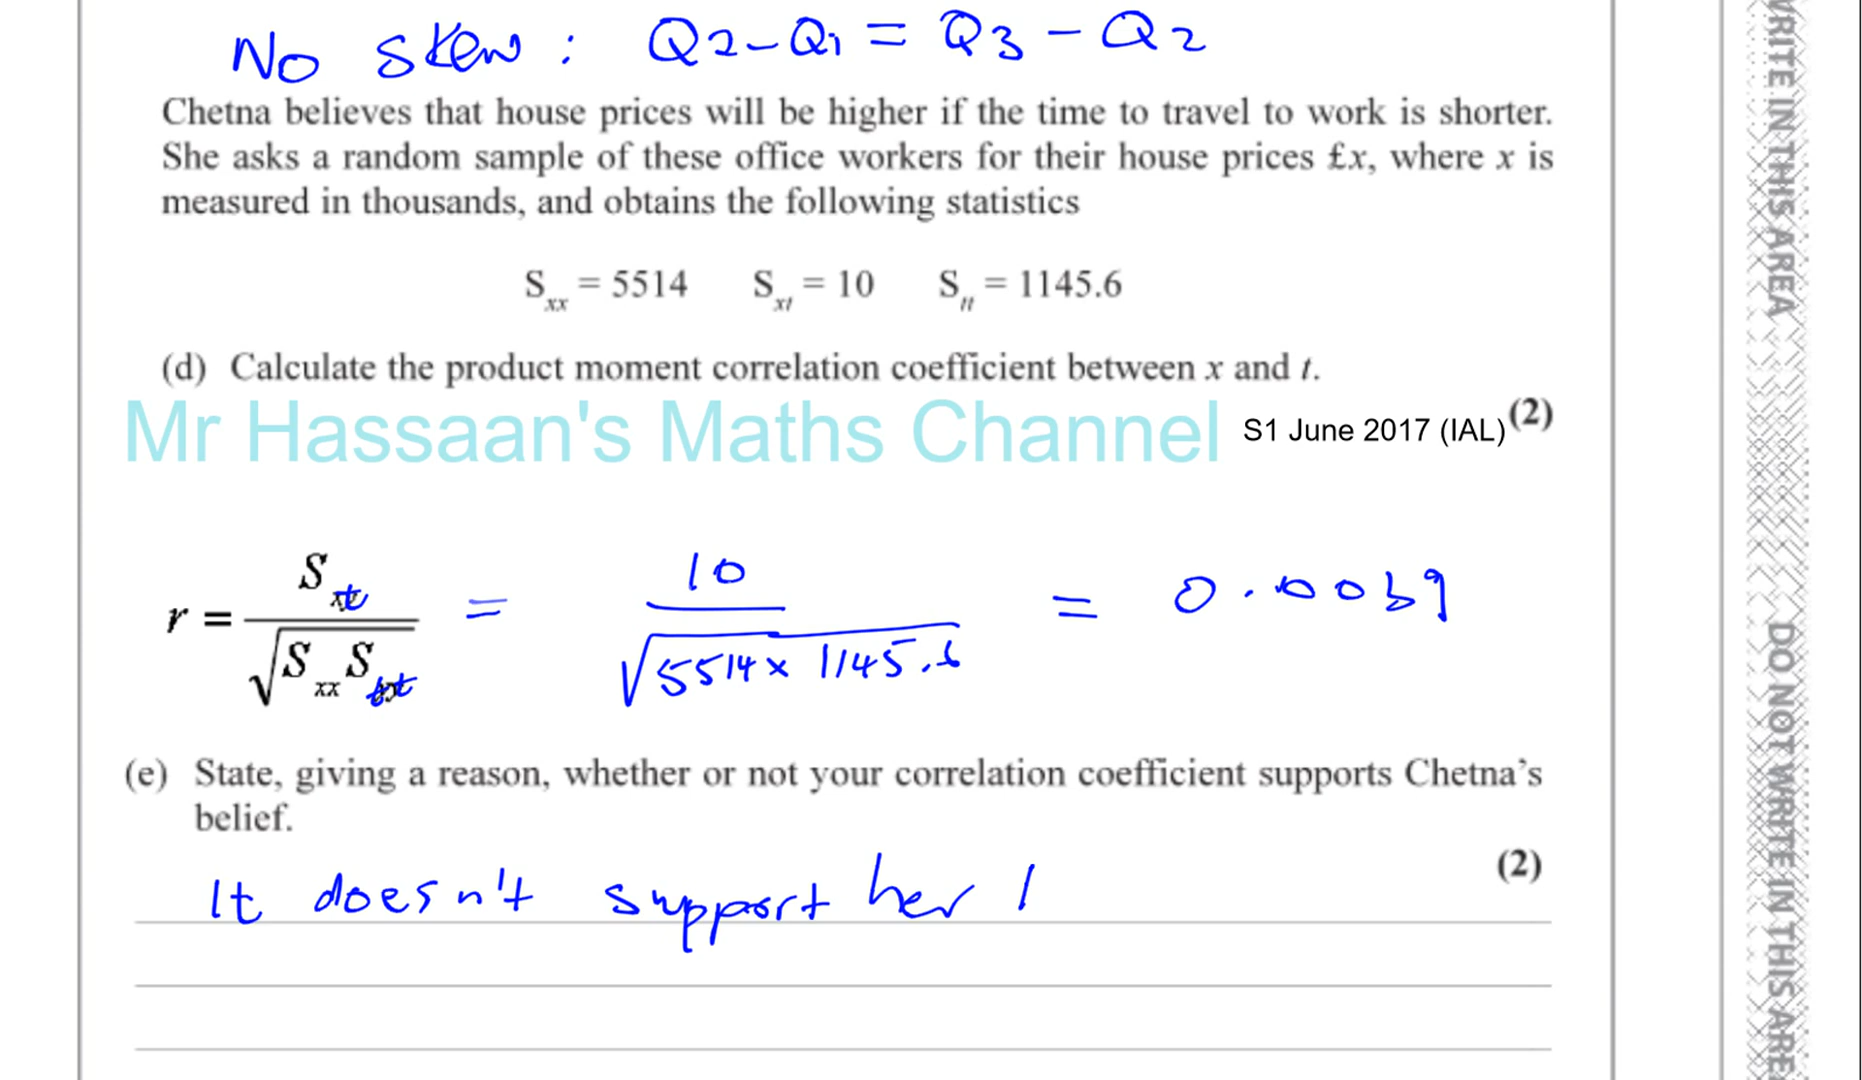 No skew : Q2-Q1 = Q3 - Q2
Chetna believes that house prices will be higher if the time to travel to work is shorter.
She asks a random sample of these office workers for their house prices £x, where x is
measured in thousands, and obtains the following statistics
Sxx = 5514 Sxt = 10 Stt = 1145.6
(d) Calculate the product moment correlation coefficient between x and t.
(2)
Mr Hassaan's Maths Channel S1 June 2017 (IAL)
r = Sxt / √Sxx Stt = 10 / √5514 x 1145.6 = 0.0039
(e) State, giving a reason, whether or not your correlation coefficient supports Chetna's
belief.
(2)
It doesn't support her
WRITE IN THIS AREA
DO NOT WRITE IN THIS ARE